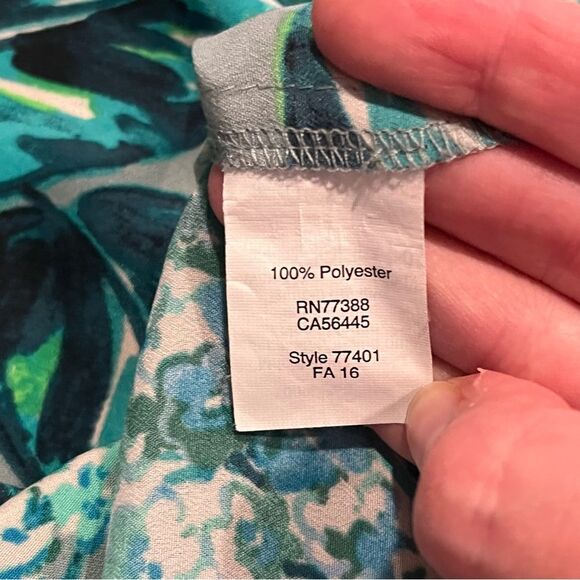 100% Polyester
RN77388
CA56445
Style 77401
FA 16